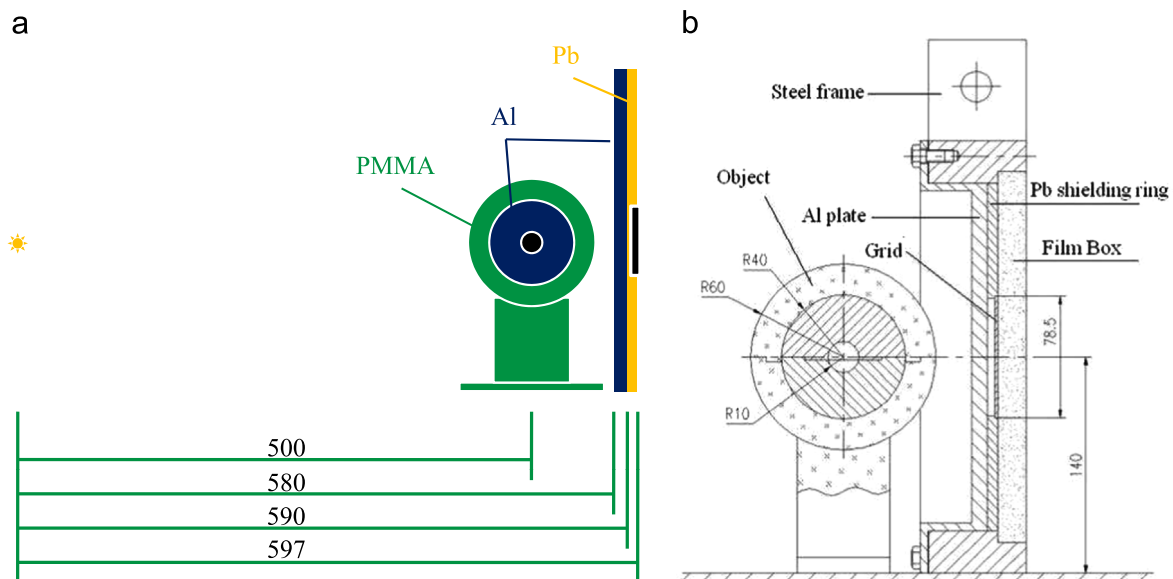 a
Pb
Al
PMMA
500
580
590
597
b
Steel frame
Object
Pb shielding ring
Al plate
Grid
Film Box
R40
R60
R10
78.5
140